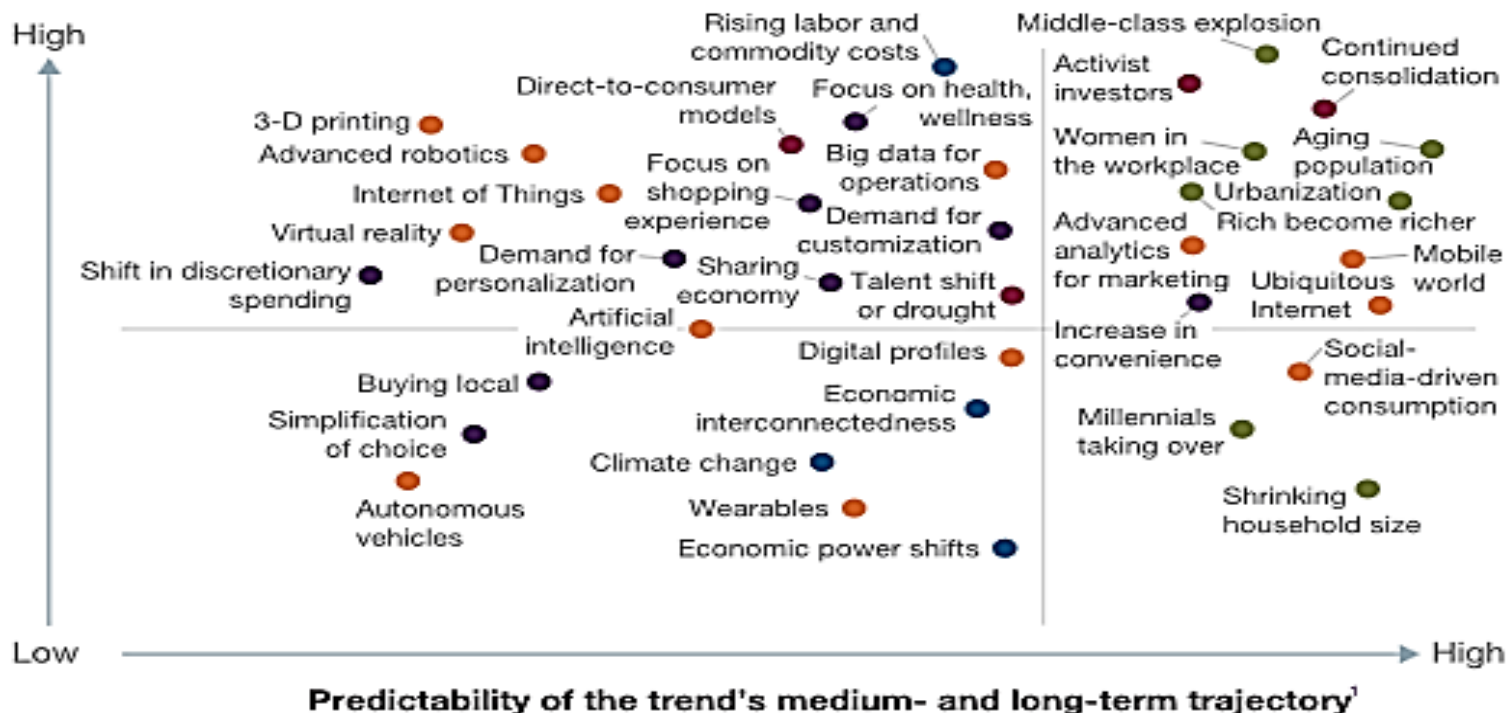 High
Rising labor and
commodity costs
Middle-class explosion
Continued
consolidation
Activist
investors
Direct-to-consumer
models
Focus on health,
wellness
3-D printing
Advanced robotics
Women in
the workplace
Aging
population
Focus on
shopping
experience
Big data for
operations
Internet of Things
Urbanization
Rich become richer
Demand for
customization
Advanced
analytics
for marketing
Virtual reality
Demand for
personalization
Sharing
economy
Mobile
world
Shift in discretionary
spending
Talent shift
or drought
Ubiquitous
Internet
Artificial
intelligence
Increase in
convenience
Digital profiles
Social-
media-driven
consumption
Buying local
Economic
interconnectedness
Simplification
of choice
Millennials
taking over
Climate change
Autonomous
vehicles
Wearables
Shrinking
household size
Economic power shifts
Low
High
Predictability of the trend's medium- and long-term trajectory¹